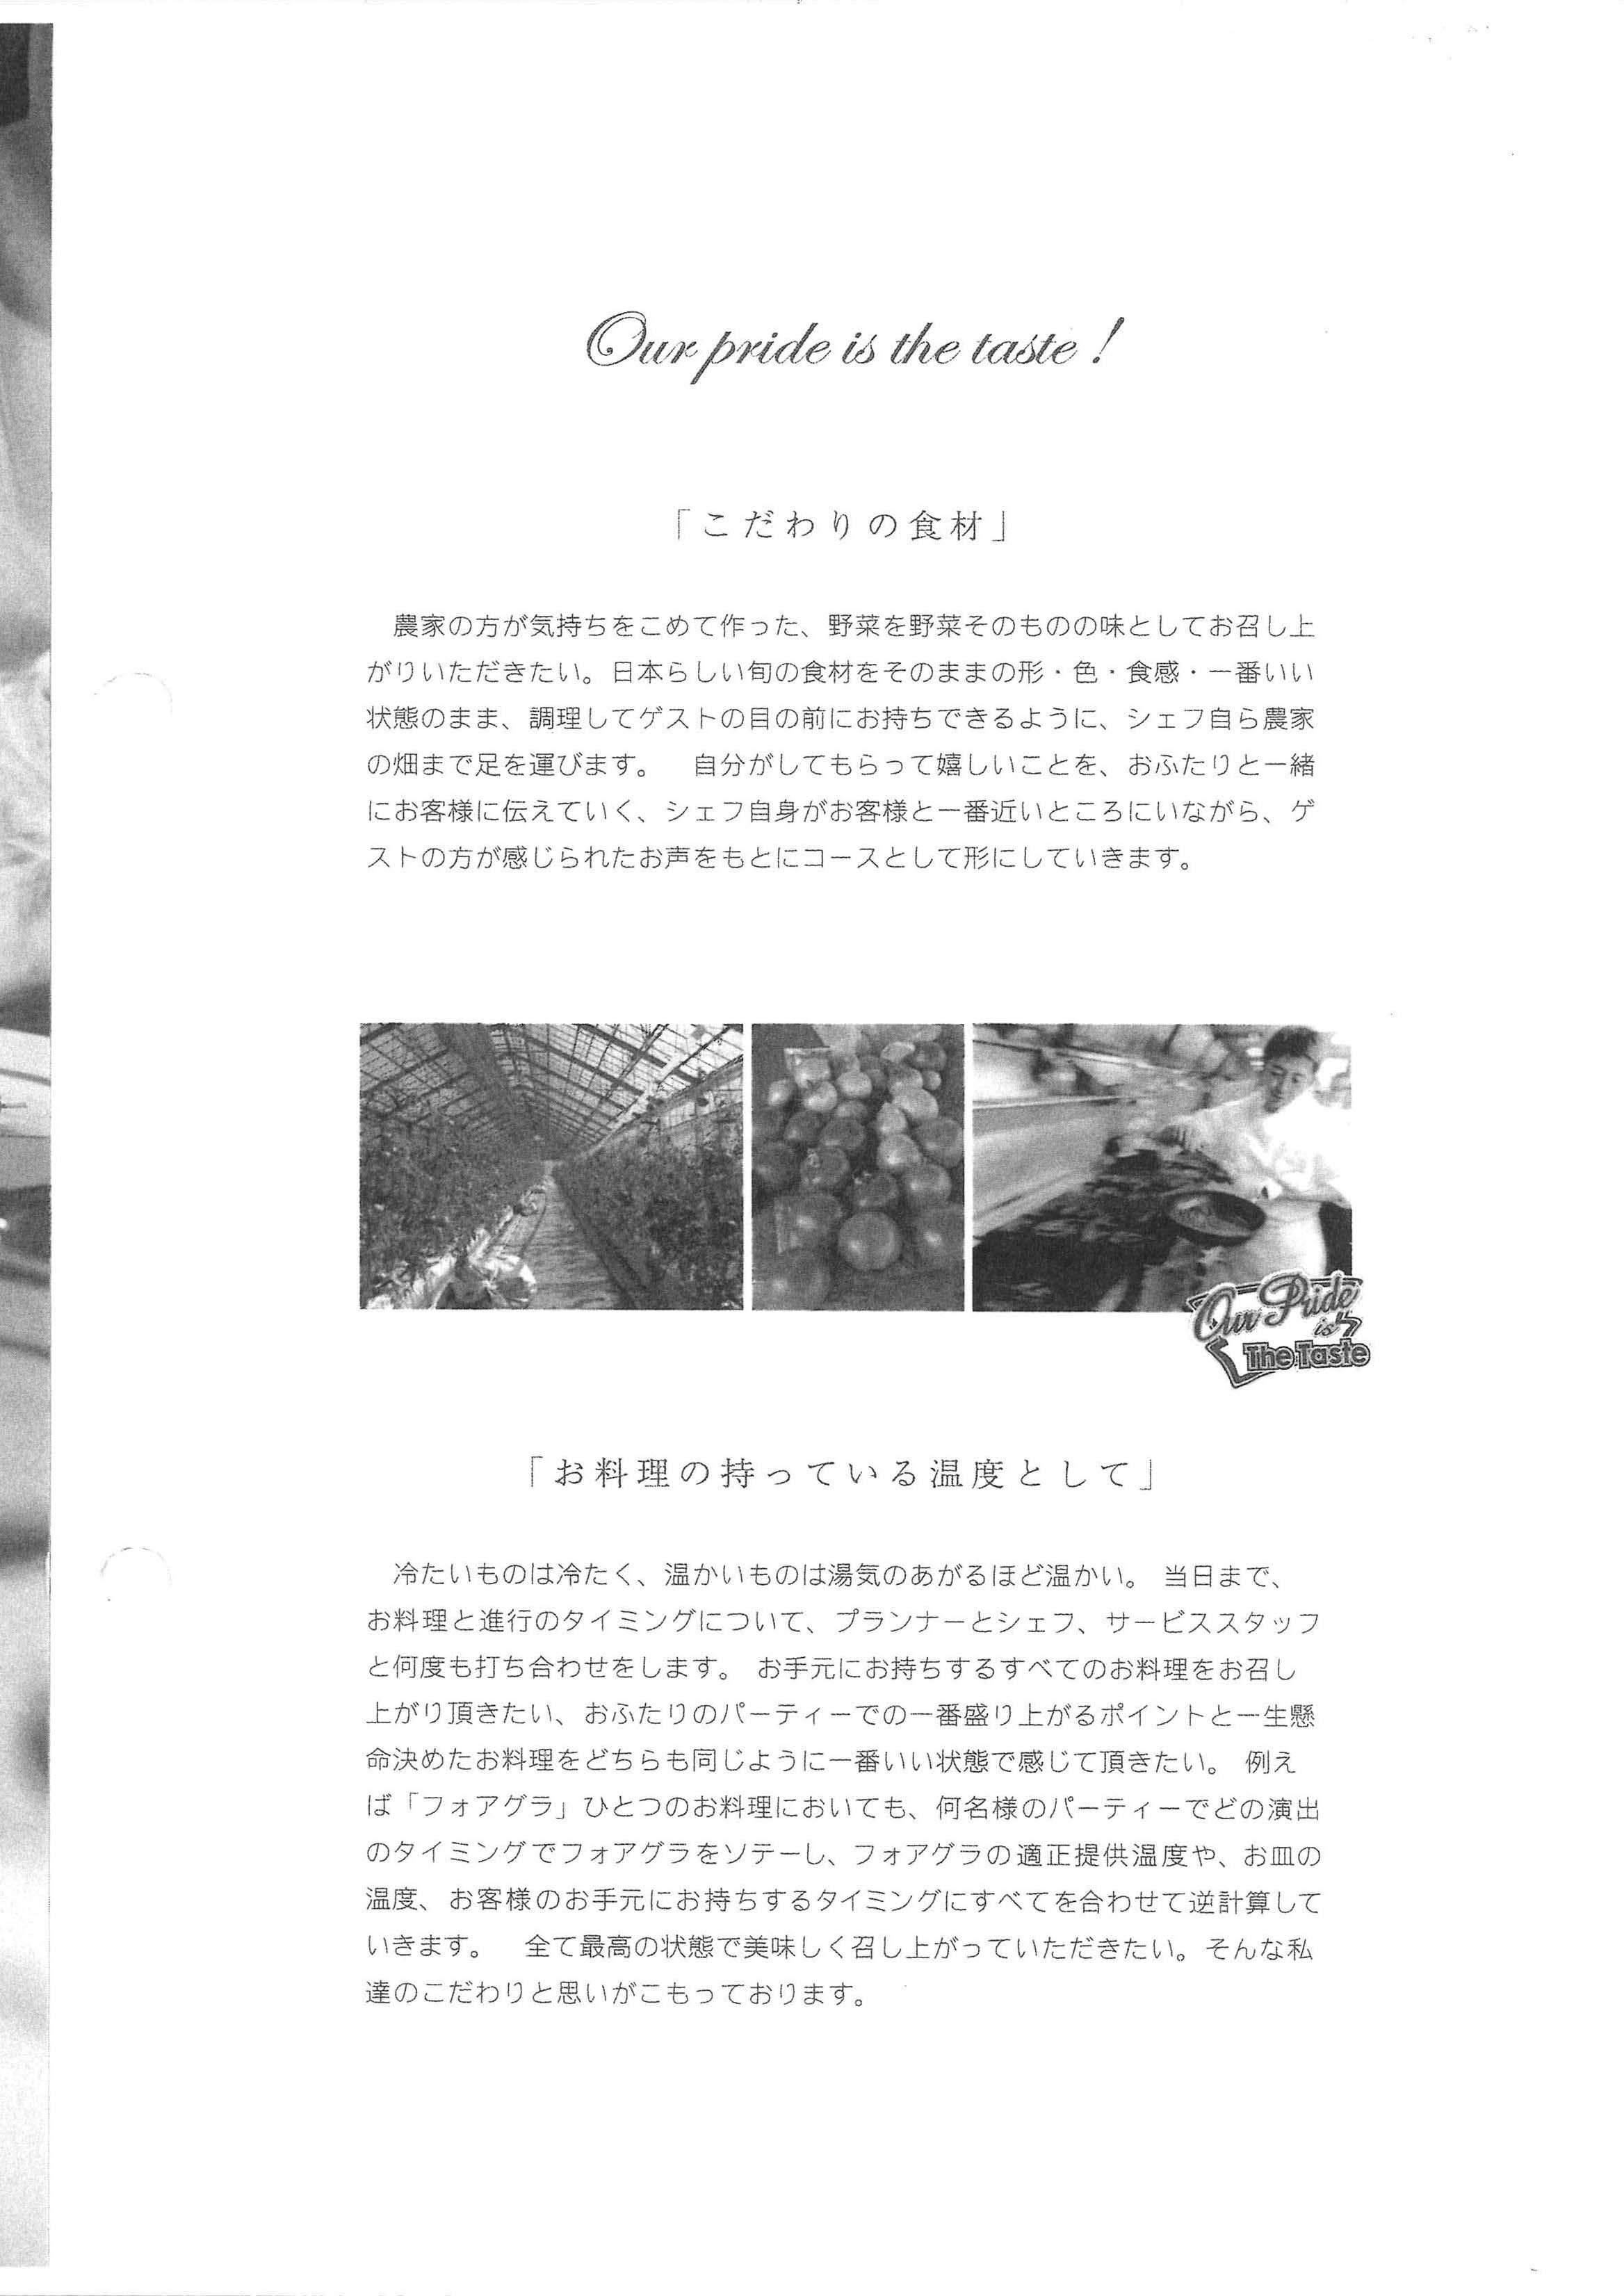 Our pride is the taste !
「こだわりの食材」
農家の方が気持ちをこめて作った、野菜を野菜そのものの味としてお召し上
がりいただきたい。日本らしい旬の食材をそのままの形・色・食感・一番いい
状態のまま、調理してゲストの目の前にお持ちできるように、シェフ自ら農家
の畑まで足を運びます。　自分がしてもらって嬉しいことを、おふたりと一緒
にお客様に伝えていく、シェフ自身がお客様と一番近いところにいながら、ゲ
ストの方が感じられたお声をもとにコースとして形にしていきます。
Our Pride
is
The Taste
「お料理の持っている温度として」
冷たいものは冷たく、温かいものは湯気のあがるほど温かい。 当日まで、
お料理と進行のタイミングについて、プランナーとシェフ、サービススタッフ
と何度も打ち合わせをします。 お手元にお持ちするすべてのお料理をお召し
上がり頂きたい、おふたりのパーティーでの一番盛り上がるポイントと一生懸
命決めたお料理をどちらも同じように一番いい状態で感じて頂きたい。 例え
ば「フォアグラ」ひとつのお料理においても、何名様のパーティーでどの演出
のタイミングでフォアグラをソテーし、フォアグラの適正提供温度や、お皿の
温度、お客様のお手元にお持ちするタイミングにすべてを合わせて逆計算して
いきます。　全て最高の状態で美味しく召し上がっていただきたい。そんな私
達のこだわりと思いがこもっております。